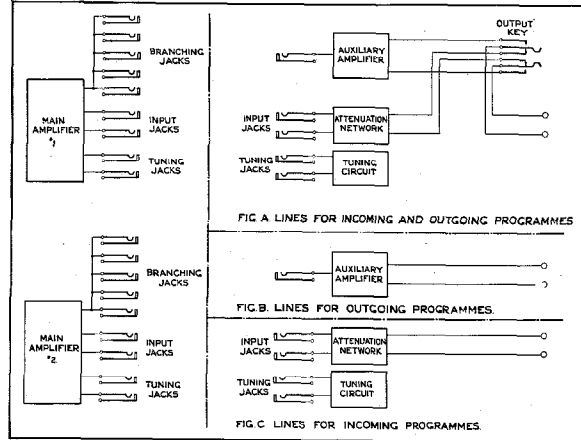 BRANCHING
JACKS
MAIN
AMPLIFIER
#1
INPUT
JACKS
TUNING
JACKS
BRANCHING
JACKS
MAIN
AMPLIFIER
#2.
INPUT
JACKS
TUNING
JACKS
OUTPUT
KEY
AUXILIARY
AMPLIFIER
INPUT
JACKS
ATTENUATION
NETWORK
TUNING
JACKS
TUNING
CIRCUIT
FIG. A LINES FOR INCOMING AND OUTGOING PROGRAMMES
AUXILIARY
AMPLIFIER
FIG. B. LINES FOR OUTGOING PROGRAMMES.
INPUT
JACKS
ATTENUATION
NETWORK
TUNING
JACKS
TUNING
CIRCUIT
FIG. C LINES FOR INCOMING PROGRAMMES.